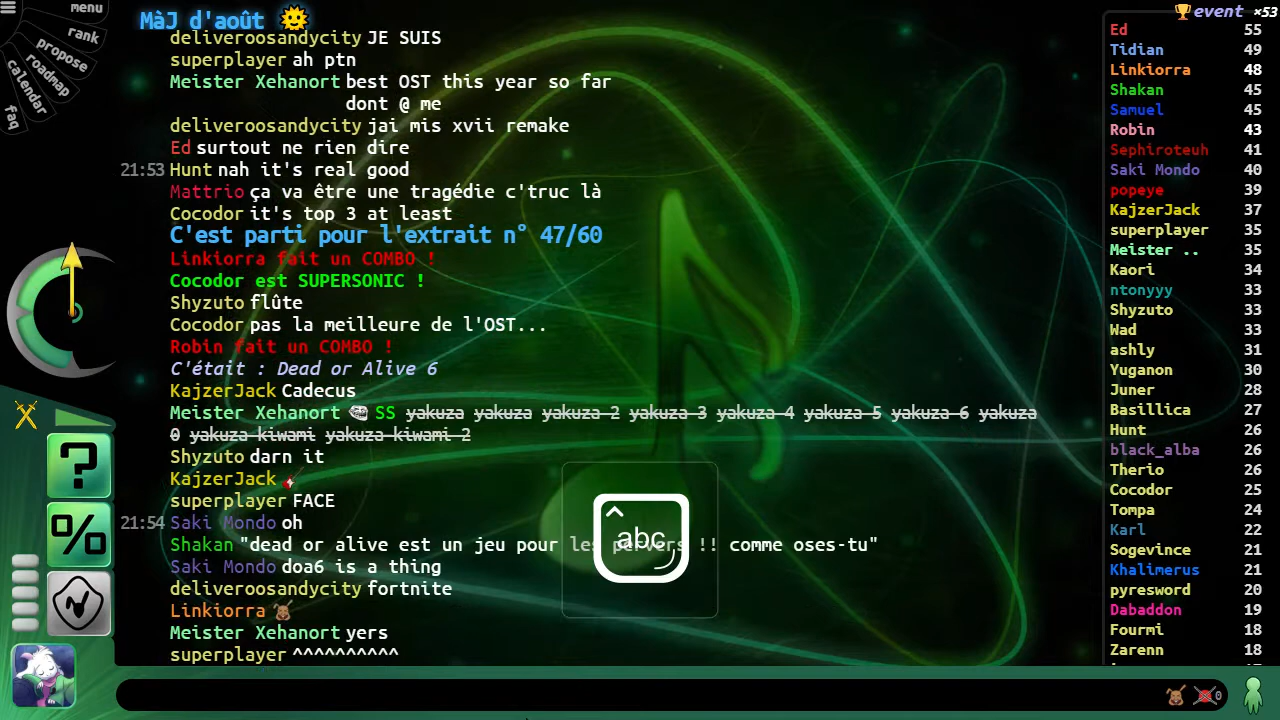 menu
rank
propose
roadmap
calendar
faq
MàJ d'août
deliveroosandycity JE SUIS
superplayer ah ptn
Meister Xehanort best OST this year so far
dont @ me
deliveroosandycity jai mis xvii remake
Ed surtout ne rien dire
21:53 Hunt nah it's real good
Mattrio ça va être une tragédie c'truc là
Cocodor it's top 3 at least
C'est parti pour l'extrait n° 47/60
Linkiorra fait un COMBO !
Cocodor est SUPERSONIC !
Shyzuto flûte
Cocodor pas la meilleure de l'OST...
Robin fait un COMBO !
C'était : Dead or Alive 6
KajzerJack Cadecus
Meister Xehanort SS yakuza yakuza yakuza 2 yakuza 3 yakuza 4 yakuza 5 yakuza 6 yakuza
0 yakuza kiwami yakuza kiwami 2
Shyzuto darn it
KajzerJack
superplayer FACE
21:54 Saki Mondo oh
Shakan "dead or alive est un jeu pour les pervers !! comme oses-tu"
Saki Mondo doa6 is a thing
deliveroosandycity fortnite
Linkiorra
Meister Xehanort yers
superplayer ^^^^^^^^^^
abc
?
%
0
event ×53
Ed 55
Tidian 49
Linkiorra 48
Shakan 45
Samuel 45
Robin 43
Sephiroteuh 41
Saki Mondo 40
popeye 39
KajzerJack 37
superplayer 35
Meister .. 35
Kaori 34
ntonyyy 33
Shyzuto 33
Wad 33
ashly 31
Yuganon 30
Juner 28
Basillica 27
Hunt 26
black_alba 26
Therio 26
Cocodor 25
Tompa 24
Karl 22
Sogevince 21
Khalimerus 21
pyresword 20
Dabaddon 19
Fourmi 18
Zarenn 18